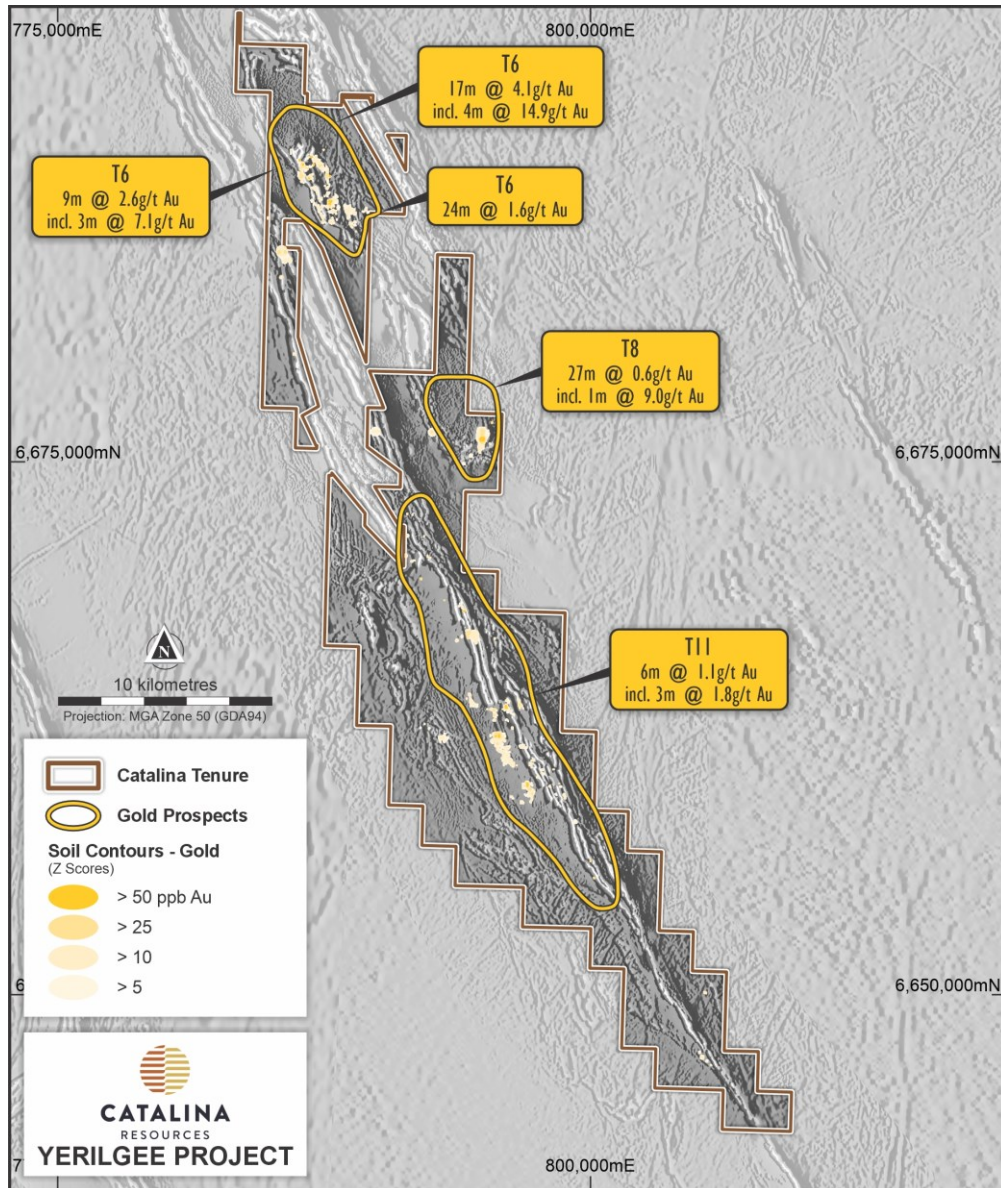 775,000mE
800,000mE
T6
17m @ 4.1g/t Au
incl. 4m @ 14.9g/t Au
T6
9m @ 2.6g/t Au
incl. 3m @ 7.1g/t Au
T6
24m @ 1.6g/t Au
T8
27m @ 0.6g/t Au
incl. 1m @ 9.0g/t Au
6,675,000mN
6,675,000mN
T11
6m @ 1.1g/t Au
incl. 3m @ 1.8g/t Au
N
10 kilometres
Projection: MGA Zone 50 (GDA94)
Catalina Tenure
Gold Prospects
Soil Contours - Gold
(Z Scores)
> 50 ppb Au
> 25
> 10
> 5
6,650,000mN
CATALINA
RESOURCES
YERILGEE PROJECT
800,000mE